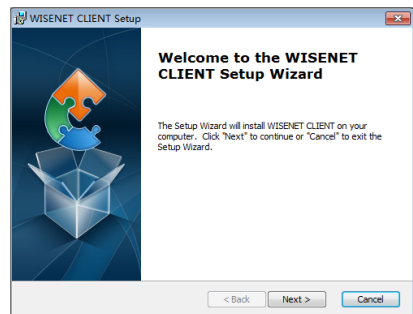 WISENET CLIENT Setup
Welcome to the WISENET
CLIENT Setup Wizard
The Setup Wizard will install WISENET CLIENT on your
computer. Click "Next" to continue or "Cancel" to exit the
Setup Wizard.
< Back
Next >
Cancel